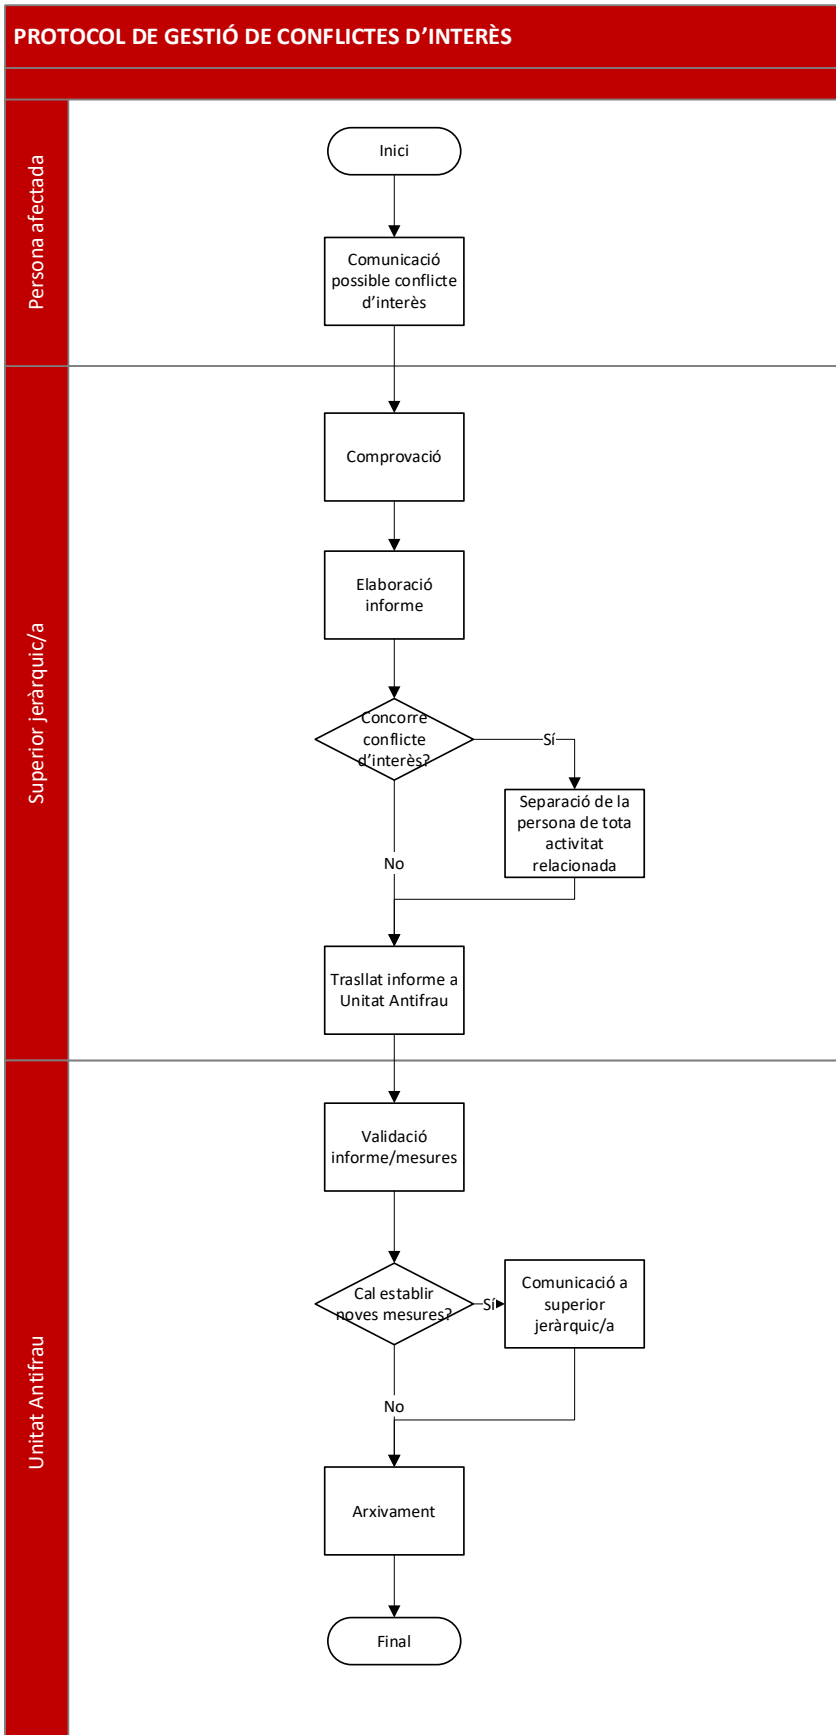 PROTOCOL DE GESTIÓ DE CONFLICTES D’INTERÈS
Persona afectada
Inici
Comunicació
possible conflicte
d’interès
Superior jeràrquic/a
Comprovació
Elaboració
informe
Concorre
conflicte
d’interès?
Sí
Separació de la
persona de tota
activitat
relacionada
No
Trasllat informe a
Unitat Antifrau
Unitat Antifrau
Validació
informe/mesures
Cal establir
noves mesures?
Sí
Comunicació a
superior
jeràrquic/a
No
Arxivament
Final